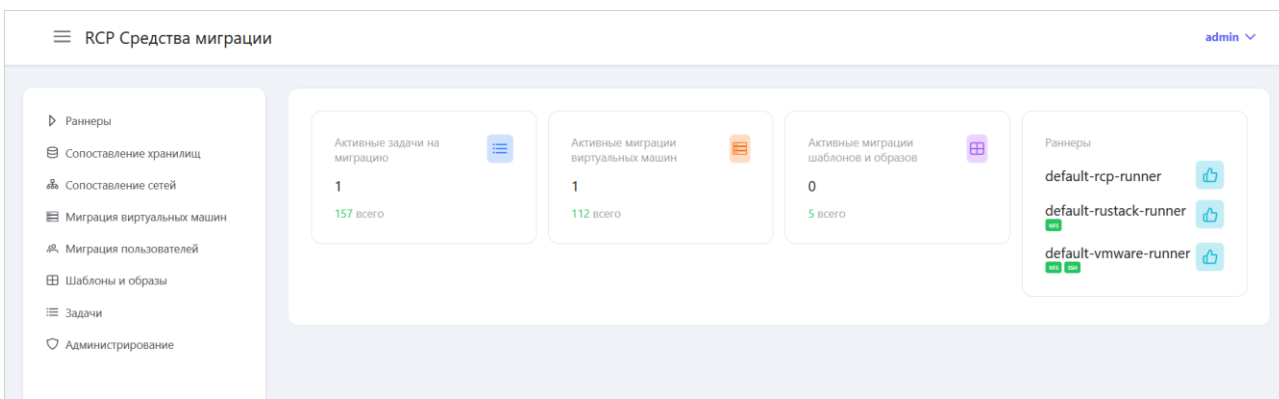 RCP Средства миграции
admin
Раннеры
Сопоставление хранилищ
Сопоставление сетей
Миграция виртуальных машин
Миграция пользователей
Шаблоны и образы
Задачи
Администрирование
Активные задачи на
миграцию
1
157 всего
Активные миграции
виртуальных машин
1
112 всего
Активные миграции
шаблонов и образов
0
5 всего
Раннеры
default-rcp-runner
default-rustack-runner
NFS
default-vmware-runner
NFS SSH